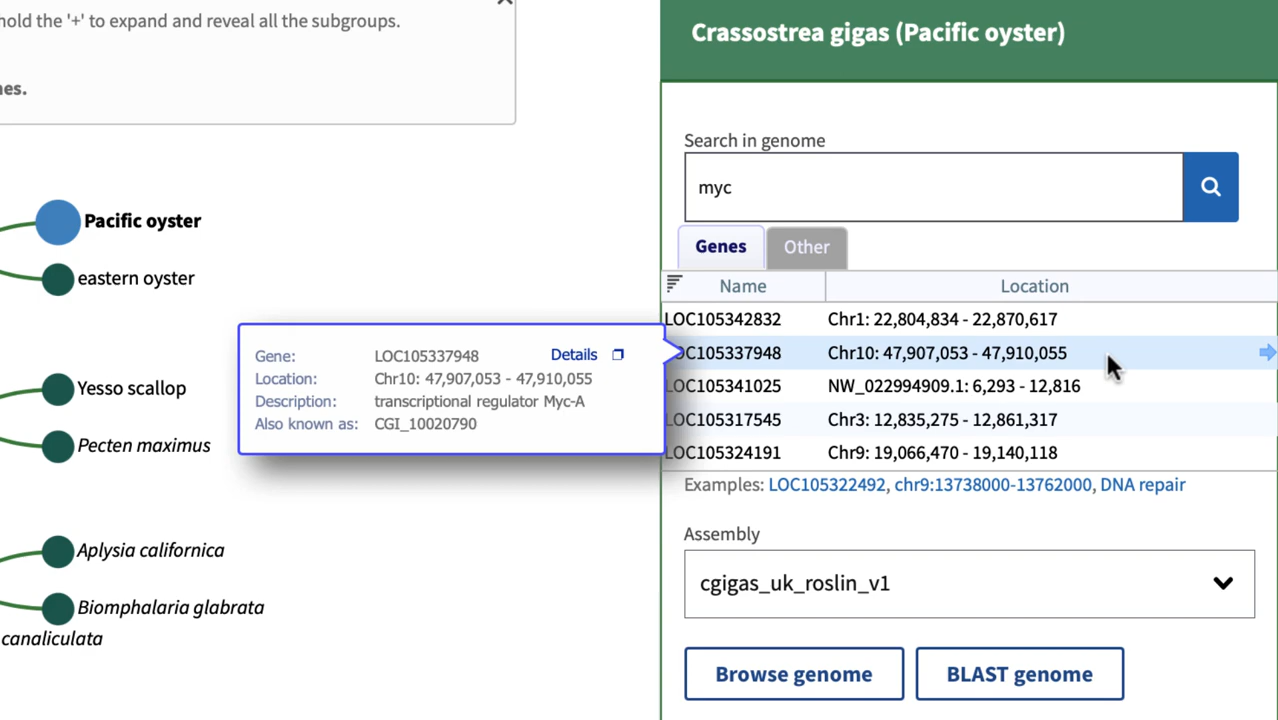 hold the '+' to expand and reveal all the subgroups.
nes.
Pacific oyster
eastern oyster
Yesso scallop
Pecten maximus
Aplysia californica
Biomphalaria glabrata
canaliculata
Gene: LOC105337948 Details
Location: Chr10: 47,907,053 - 47,910,055
Description: transcriptional regulator Myc-A
Also known as: CGI_10020790
Crassostrea gigas (Pacific oyster)
Search in genome
myc
Genes Other
Name Location
LOC105342832 Chr1: 22,804,834 - 22,870,617
OC105337948 Chr10: 47,907,053 - 47,910,055
LOC105341025 NW_022994909.1: 6,293 - 12,816
LOC105317545 Chr3: 12,835,275 - 12,861,317
LOC105324191 Chr9: 19,066,470 - 19,140,118
Examples: LOC105322492, chr9:13738000-13762000, DNA repair
Assembly
cgigas_uk_roslin_v1
Browse genome BLAST genome